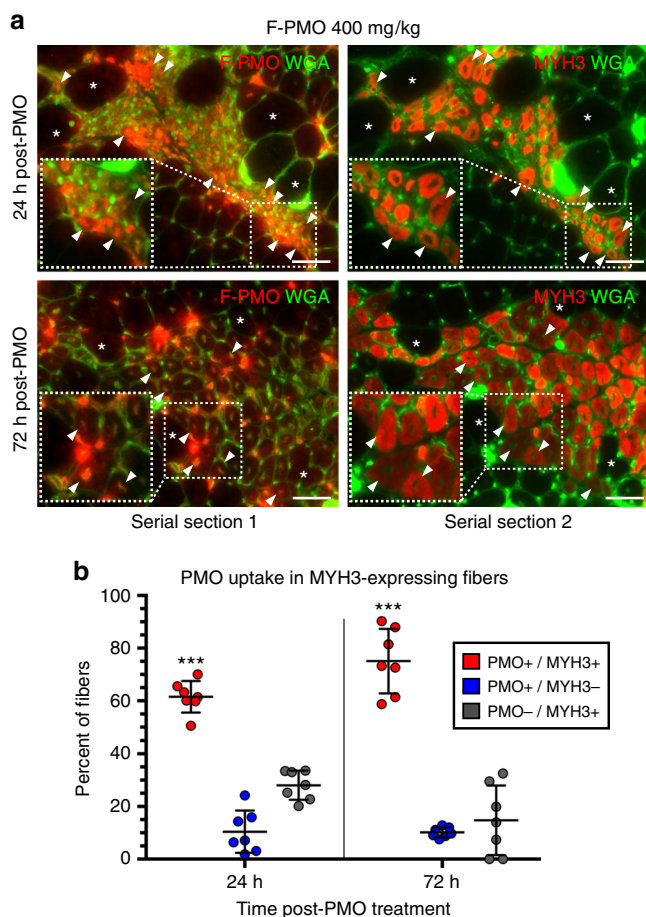 a
F-PMO 400 mg/kg
24 h post-PMO
F-PMO WGA
MYH3 WGA
* * * *
* * * *
72 h post-PMO
F-PMO WGA
MYH3 WGA
* * * *
* * * *
Serial section 1
Serial section 2
b
PMO uptake in MYH3-expressing fibers
Percent of fibers
100
80
60
40
20
0
***
***
PMO+ / MYH3+
PMO+ / MYH3−
PMO− / MYH3+
24 h
72 h
Time post-PMO treatment